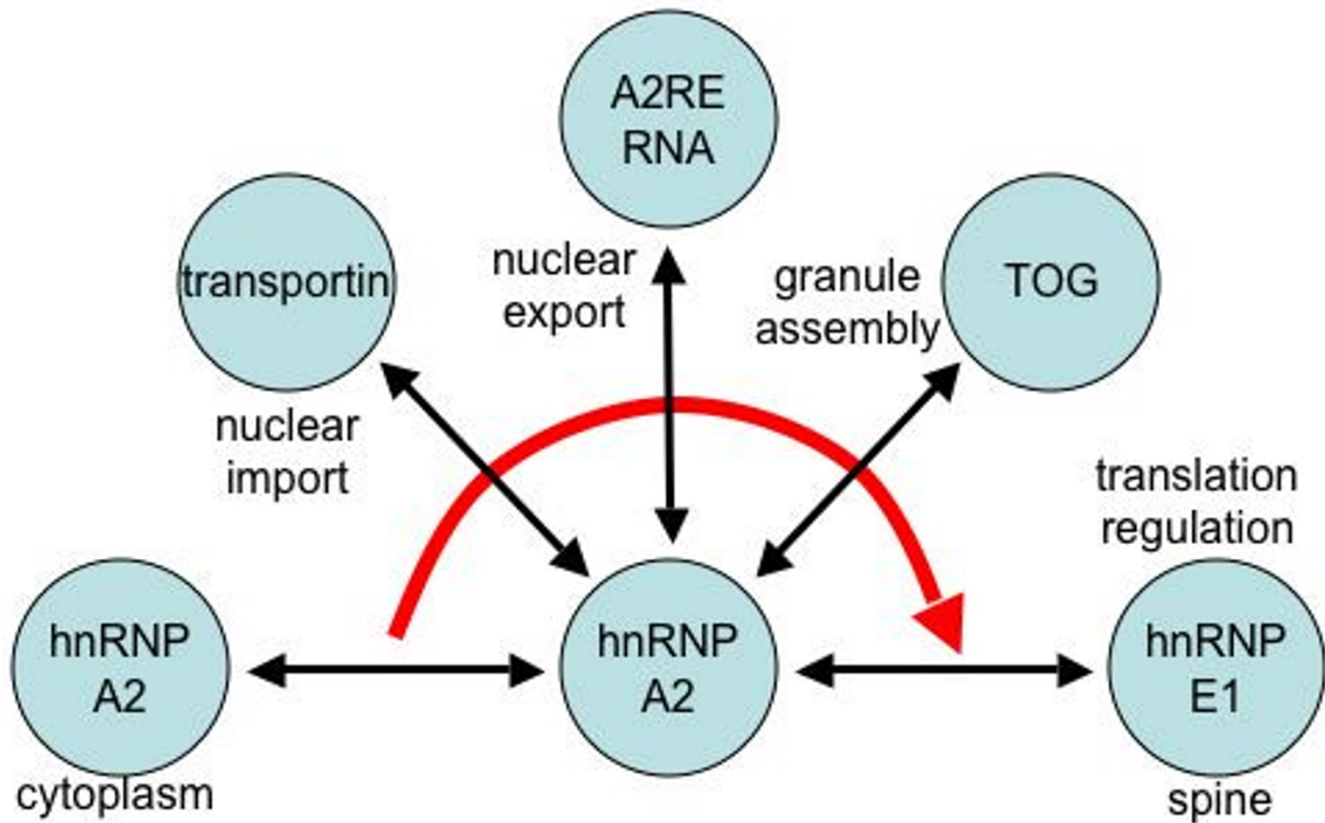 A2RE
RNA
transportin
nuclear
export
granule
assembly
TOG
nuclear
import
translation
regulation
hnRNP
A2
cytoplasm
hnRNP
A2
hnRNP
E1
spine